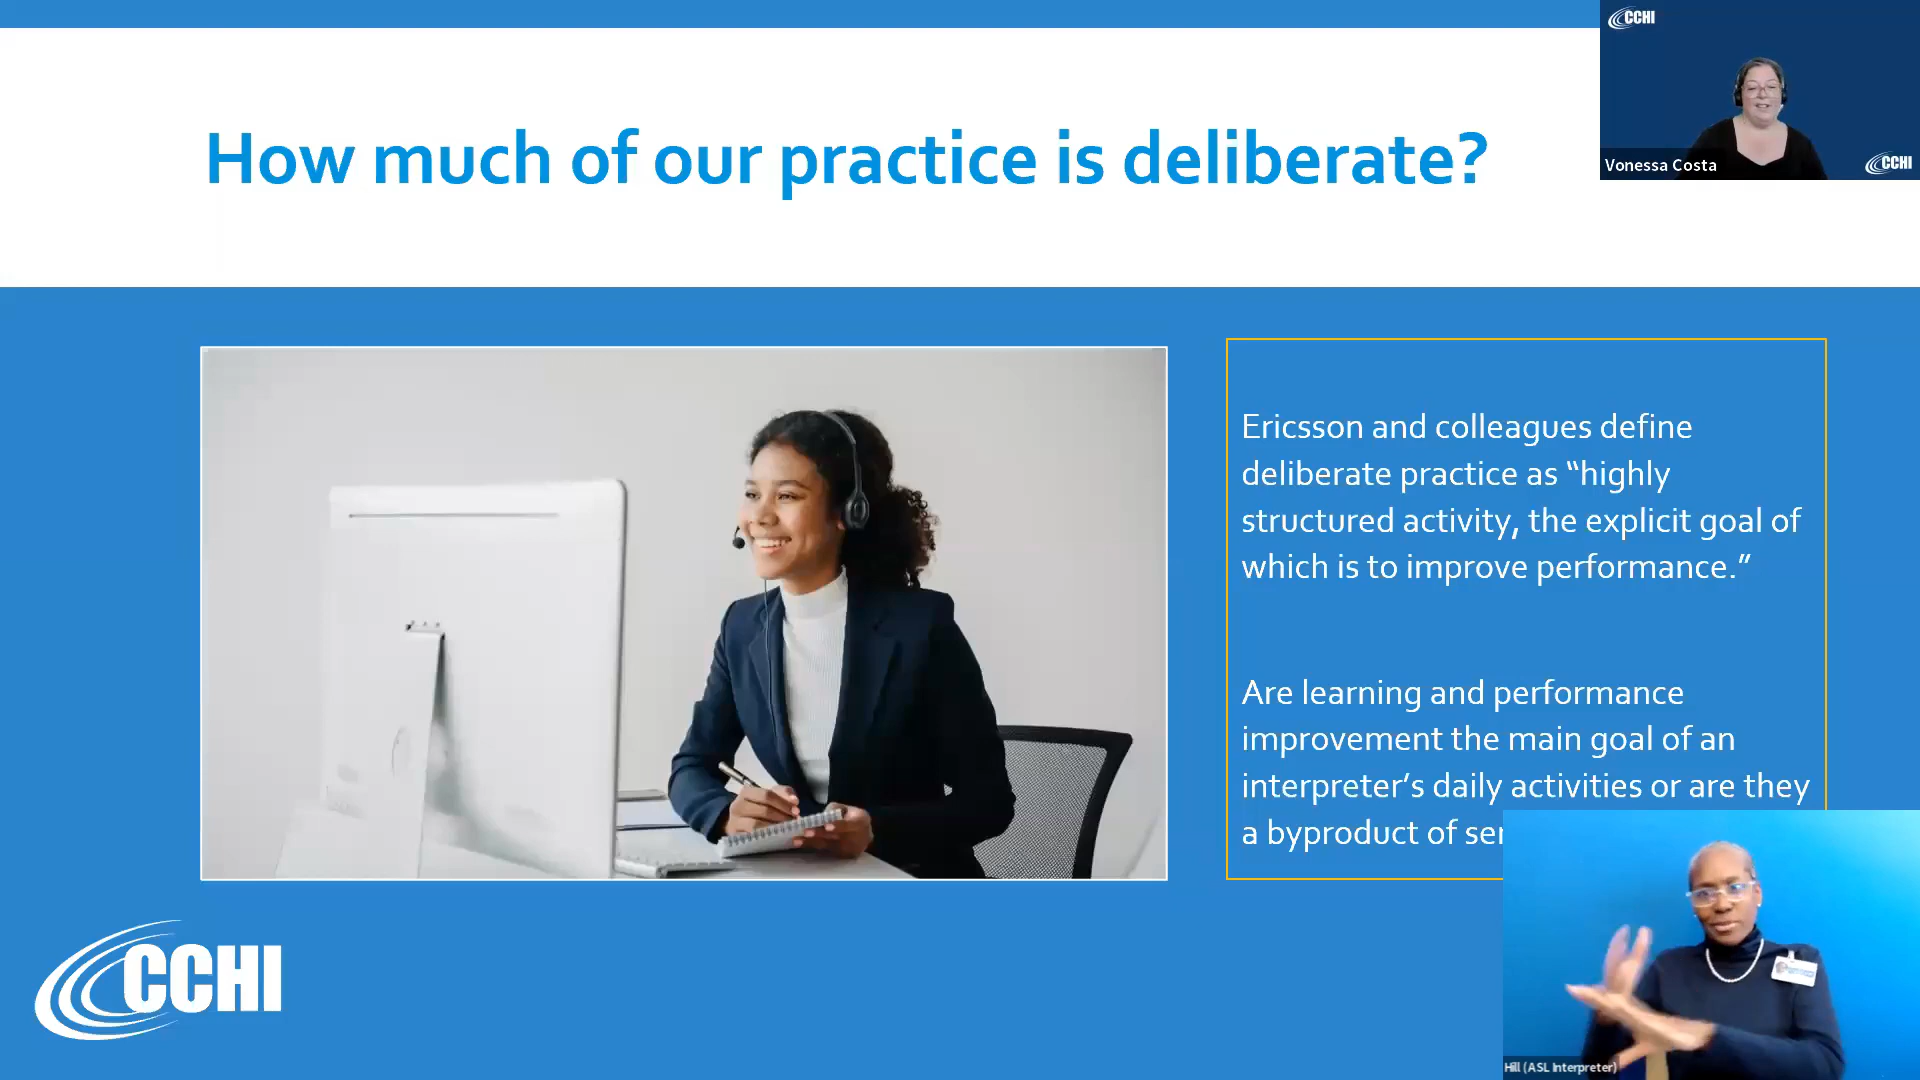 CCHI
How much of our practice is deliberate?
Vonessa Costa
CCHI
Ericsson and colleagues define
deliberate practice as “highly
structured activity, the explicit goal of
which is to improve performance.”
Are learning and performance
improvement the main goal of an
interpreter’s daily activities or are they
a byproduct of
CCHI
Hill (ASL Interpreter)